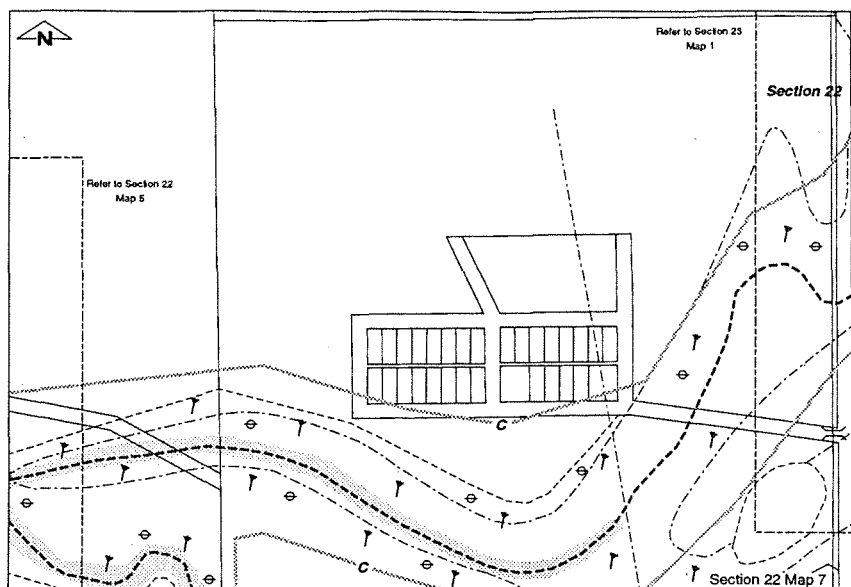 N
Refer to Section 23
Map 1
Section 22
Refer to Section 22
Map 5
C
C
Section 22 Map 7